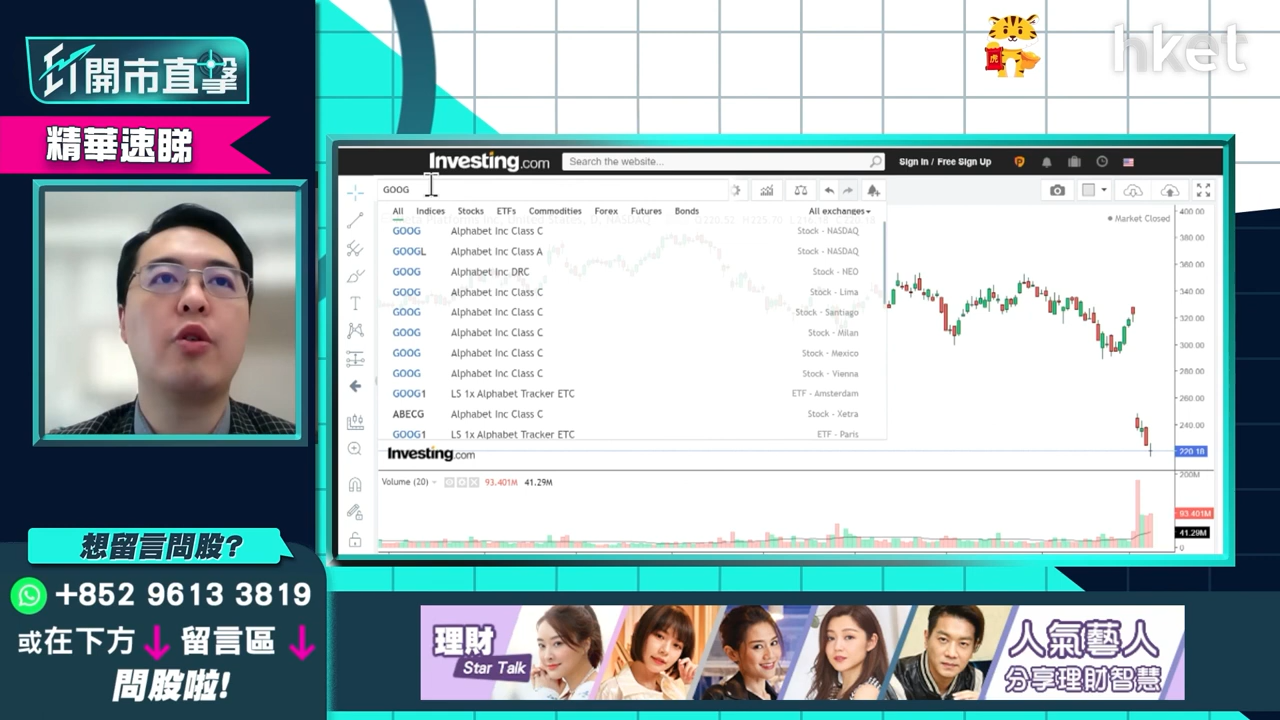 ET開市直擊
精華速睇
想留言問股?
+852 9613 3819
或在下方 留言區
問股啦!
hket
虎
Investing.com
Search the website...
Sign In / Free Sign Up
GOOG
All Indices Stocks ETFs Commodities Forex Futures Bonds All exchanges
GOOG Alphabet Inc Class C Stock - NASDAQ
GOOGL Alphabet Inc Class A Stock - NASDAQ
GOOG Alphabet Inc DRC Stock - NEO
GOOG Alphabet Inc Class C Stock - Lima
GOOG Alphabet Inc Class C Stock - Santiago
GOOG Alphabet Inc Class C Stock - Milan
GOOG Alphabet Inc Class C Stock - Mexico
GOOG Alphabet Inc Class C Stock - Vienna
GOOG1 LS 1x Alphabet Tracker ETC ETF - Amsterdam
ABECG Alphabet Inc Class C Stock - Xetra
GOOG1 LS 1x Alphabet Tracker ETC ETF - Paris
Investing.com
Market Closed
400.00
380.00
360.00
340.00
320.00
300.00
280.00
260.00
240.00
220.18
200M
Volume (20) 93.401M 41.29M
93.401M
41.29M
0
理財
Star Talk
人氣藝人
分享理財智慧